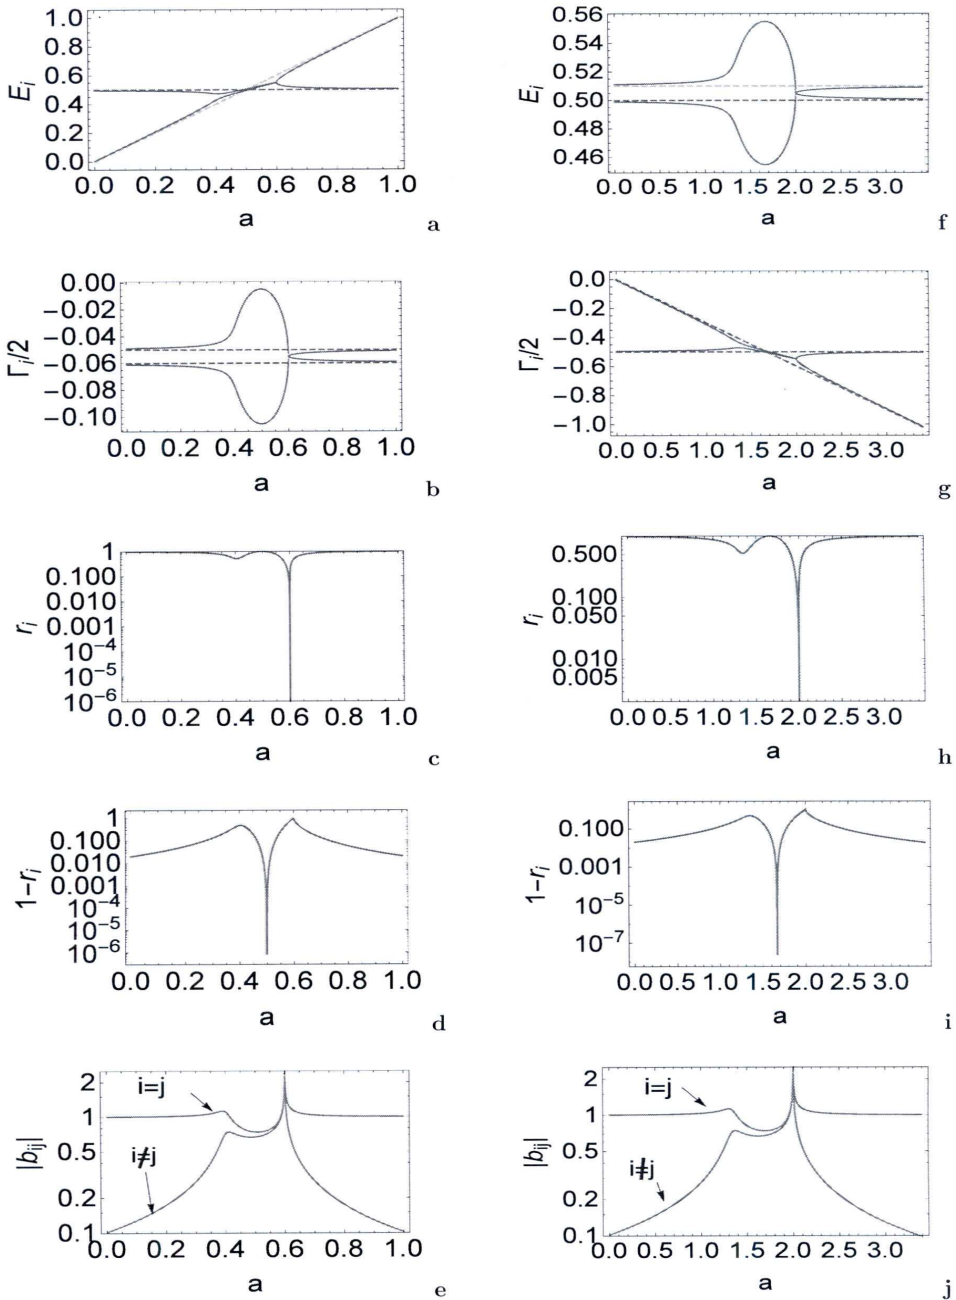 1.0
0.8
0.6
0.4
0.2
0.0
E_i
0.0 0.2 0.4 0.6 0.8 1.0
a
a
0.56
0.52
0.50
0.48
0.46
E_i
0.0 0.5 1.0 1.5 2.0 2.5 3.0
a
f
0.00
−0.02
−0.04
−0.06
−0.08
−0.10
Γ_i/2
0.0 0.2 0.4 0.6 0.8 1.0
a
b
0.0
−0.2
−0.4
−0.6
−0.8
−1.0
Γ_i/2
0.0 0.5 1.0 1.5 2.0 2.5 3.0
a
g
1
0.100
0.010
0.001
10^−4
10^−5
10^−6
r_i
0.0 0.2 0.4 0.6 0.8 1.0
a
c
0.500
0.100
0.050
0.010
0.005
r_i
0.0 0.5 1.0 1.5 2.0 2.5 3.0
a
h
1
0.100
0.010
0.001
10^−4
10^−5
10^−6
1−r_i
0.0 0.2 0.4 0.6 0.8 1.0
a
d
0.100
0.001
10^−5
10^−7
1−r_i
0.0 0.5 1.0 1.5 2.0 2.5 3.0
a
i
2
1
0.5
0.2
0.1
|b_ij|
i=j
i≠j
0.0 0.2 0.4 0.6 0.8 1.0
a
e
2
1
0.5
0.2
0.1
|b_ij|
i=j
i≠j
0.0 0.5 1.0 1.5 2.0 2.5 3.0
a
j